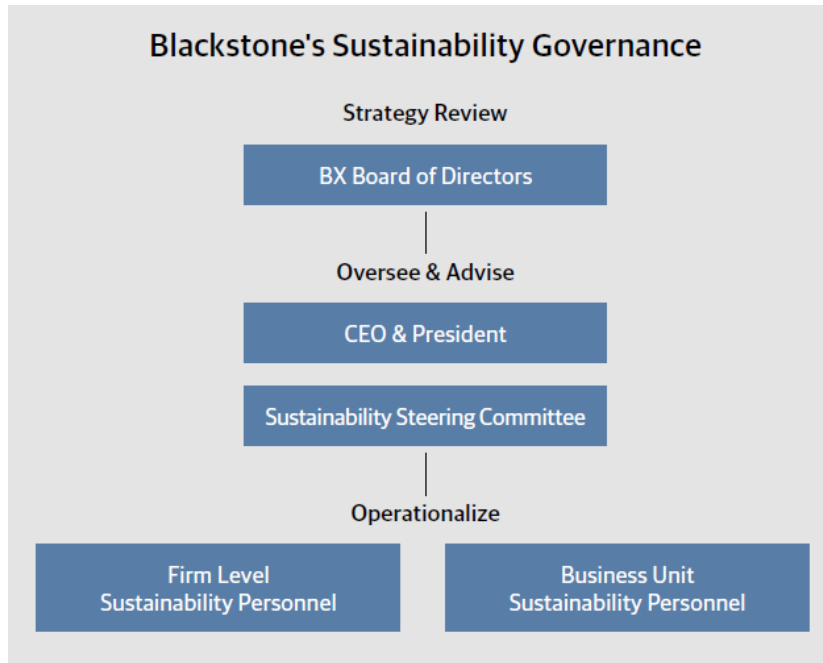 Blackstone's Sustainability Governance
Strategy Review
BX Board of Directors
Oversee & Advise
CEO & President
Sustainability Steering Committee
Operationalize
Firm Level
Sustainability Personnel
Business Unit
Sustainability Personnel